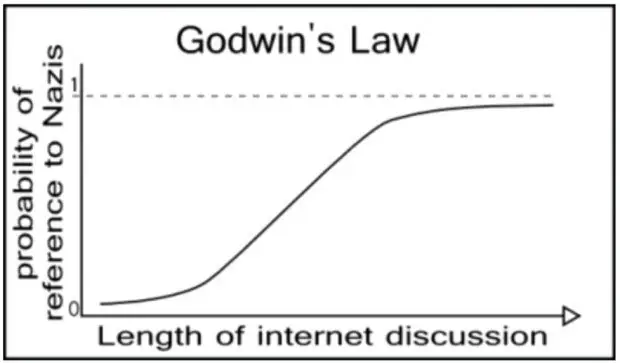 Godwin's Law
probability of
reference to Nazis
1
0
Length of internet discussion